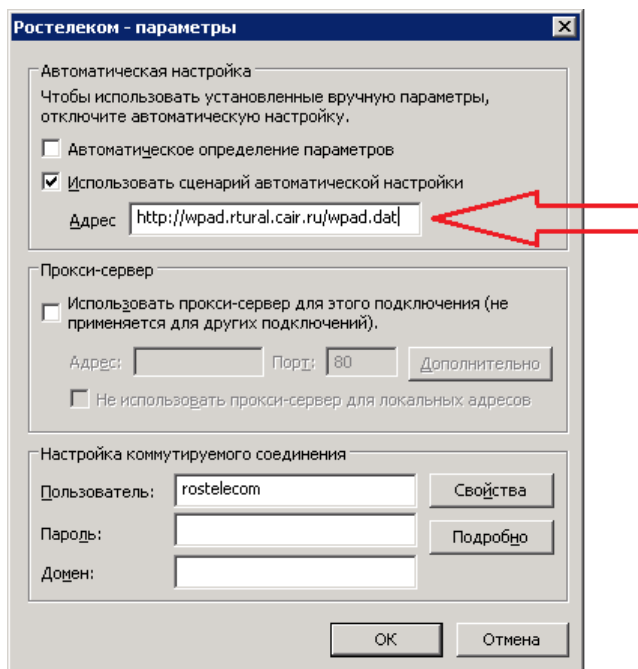 Ростелеком - параметры
Автоматическая настройка
Чтобы использовать установленные вручную параметры,
отключите автоматическую настройку.
Автоматическое определение параметров
Использовать сценарий автоматической настройки
Адрес http://wpad.rtural.cair.ru/wpad.dat
Прокси-сервер
Использовать прокси-сервер для этого подключения (не
применяется для других подключений).
Адрес: Порт: 80 Дополнительно
Не использовать прокси-сервер для локальных адресов
Настройка коммутируемого соединения
Пользователь: rostelecom Свойства
Пароль: Подробно
Домен:
ОК Отмена